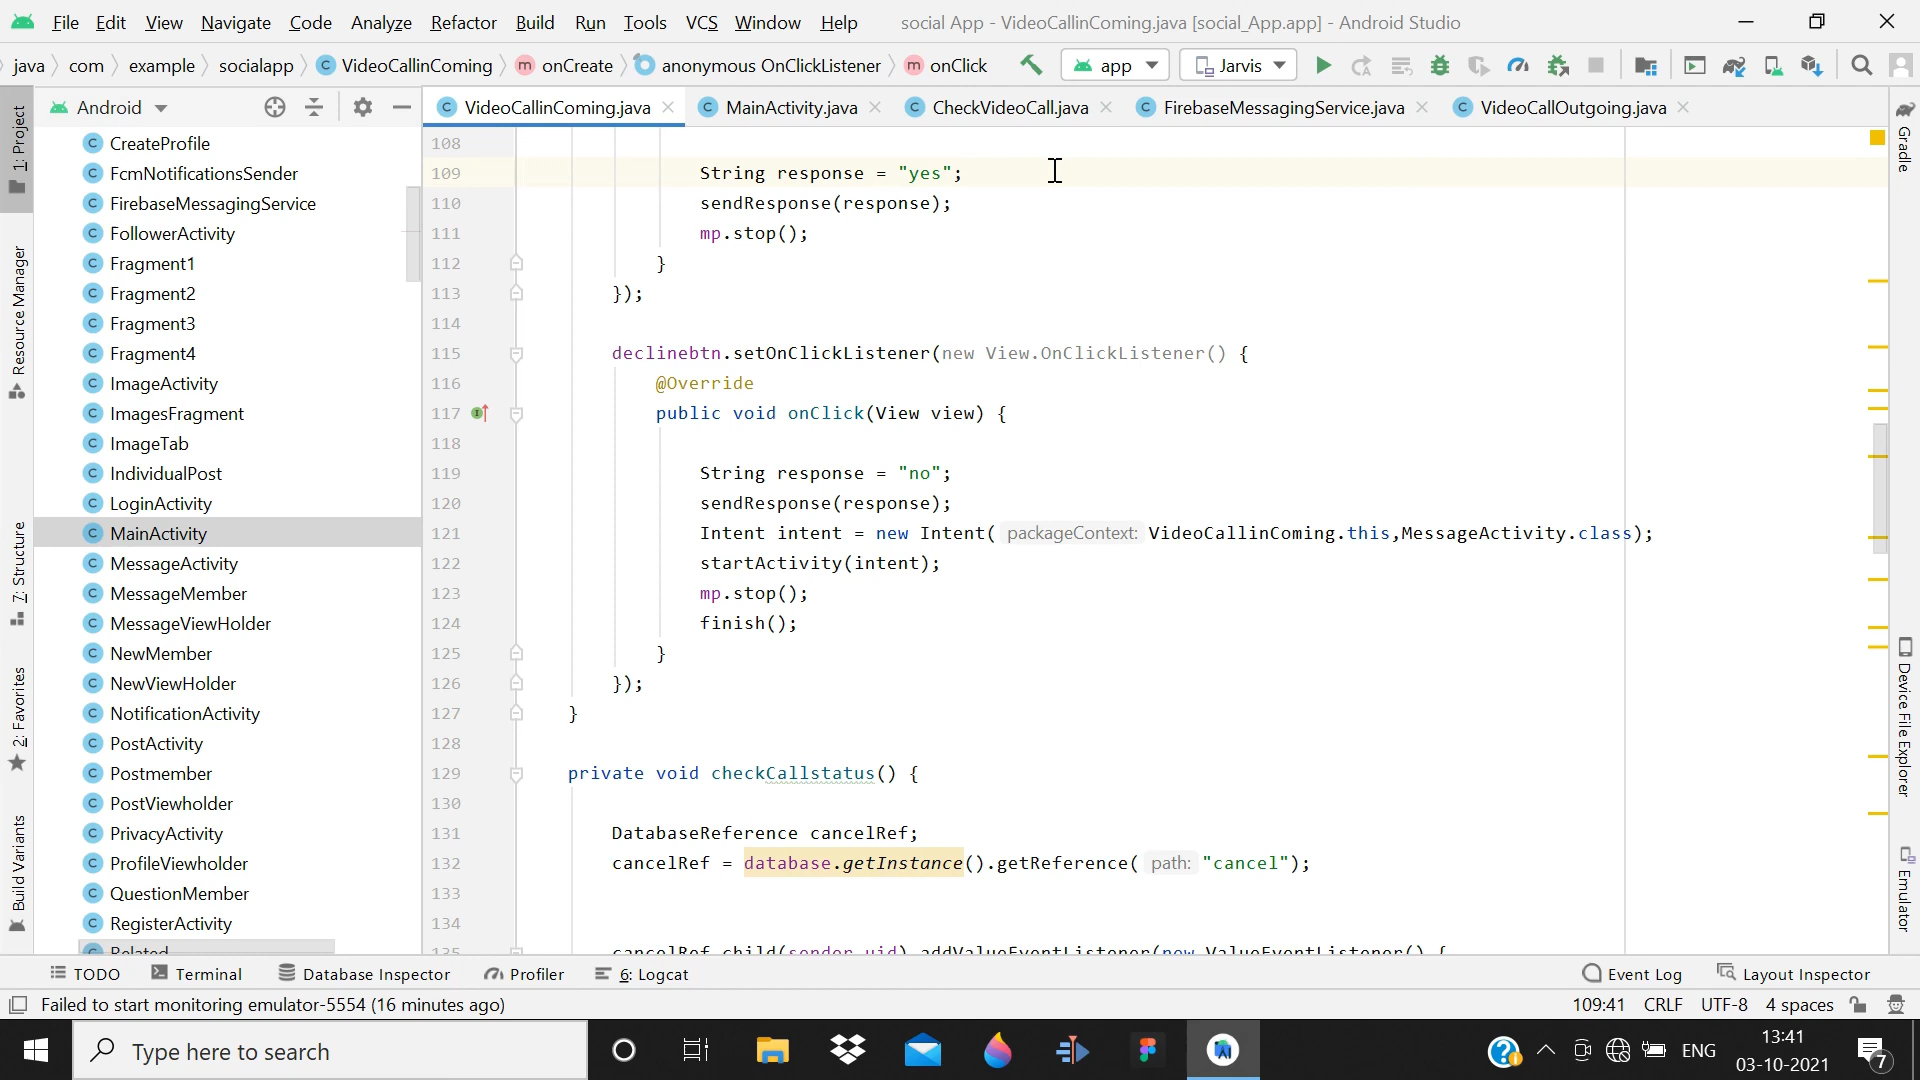 File Edit View Navigate Code Analyze Refactor Build Run Tools VCS Window Help social App - VideoCallinComing.java [social_App.app] - Android Studio
java com example socialapp VideoCallinComing onCreate anonymous OnClickListener onClick app Jarvis
Android VideoCallinComing.java MainActivity.java CheckVideoCall.java FirebaseMessagingService.java VideoCallOutgoing.java
1: Project
Resource Manager
7: Structure
2: Favorites
Build Variants
CreateProfile
FcmNotificationsSender
FirebaseMessagingService
FollowerActivity
Fragment1
Fragment2
Fragment3
Fragment4
ImageActivity
ImagesFragment
ImageTab
IndividualPost
LoginActivity
MainActivity
MessageActivity
MessageMember
MessageViewHolder
NewMember
NewViewHolder
NotificationActivity
PostActivity
Postmember
PostViewholder
PrivacyActivity
ProfileViewholder
QuestionMember
RegisterActivity
Related
108
109 String response = "yes";
110 sendResponse(response);
111 mp.stop();
112 }
113 });
114
115 declinebtn.setOnClickListener(new View.OnClickListener() {
116 @Override
117 public void onClick(View view) {
118
119 String response = "no";
120 sendResponse(response);
121 Intent intent = new Intent( packageContext: VideoCallinComing.this,MessageActivity.class);
122 startActivity(intent);
123 mp.stop();
124 finish();
125 }
126 });
127 }
128
129 private void checkCallstatus() {
130
131 DatabaseReference cancelRef;
132 cancelRef = database.getInstance().getReference( path: "cancel");
133
134
135 cancelRef.child(sender_uid).addValueEventListener(new ValueEventListener() {
Gradle
Device File Explorer
Emulator
TODO Terminal Database Inspector Profiler 6: Logcat Event Log Layout Inspector
Failed to start monitoring emulator-5554 (16 minutes ago) 109:41 CRLF UTF-8 4 spaces
Type here to search ENG 13:41
03-10-2021 7